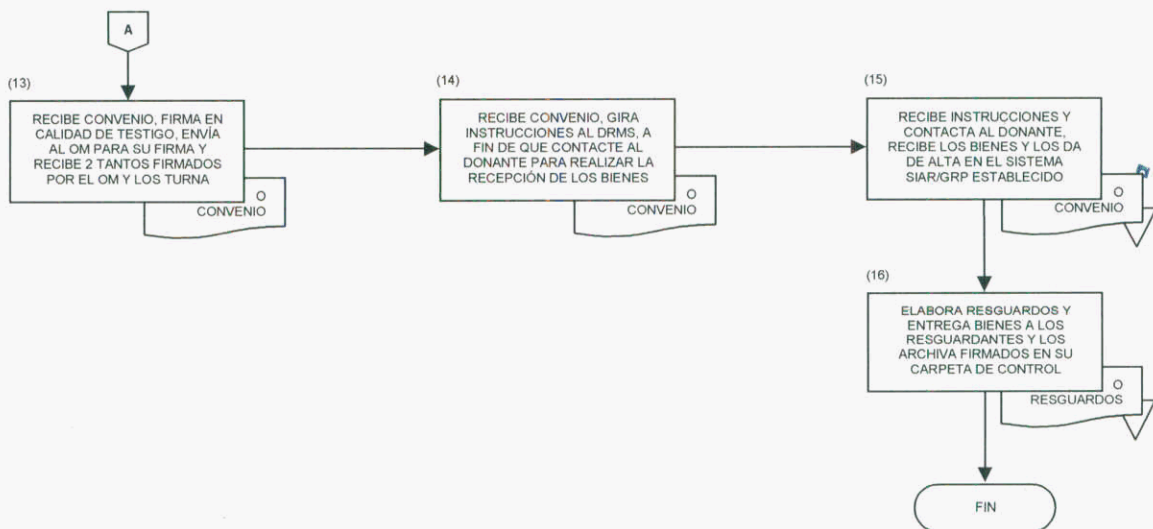 A
(13)
RECIBE CONVENIO, FIRMA EN
CALIDAD DE TESTIGO, ENVÍA
AL OM PARA SU FIRMA Y
RECIBE 2 TANTOS FIRMADOS
POR EL OM Y LOS TURNA
O
CONVENIO
(14)
RECIBE CONVENIO, GIRA
INSTRUCCIONES AL DRMS, A
FIN DE QUE CONTACTE AL
DONANTE PARA REALIZAR LA
RECEPCIÓN DE LOS BIENES
O
CONVENIO
(15)
RECIBE INSTRUCCIONES Y
CONTACTA AL DONANTE,
RECIBE LOS BIENES Y LOS DA
DE ALTA EN EL SISTEMA
SIAR/GRP ESTABLECIDO
O
CONVENIO
(16)
ELABORA RESGUARDOS Y
ENTREGA BIENES A LOS
RESGUARDANTES Y LOS
ARCHIVA FIRMADOS EN SU
CARPETA DE CONTROL
O
RESGUARDOS
FIN